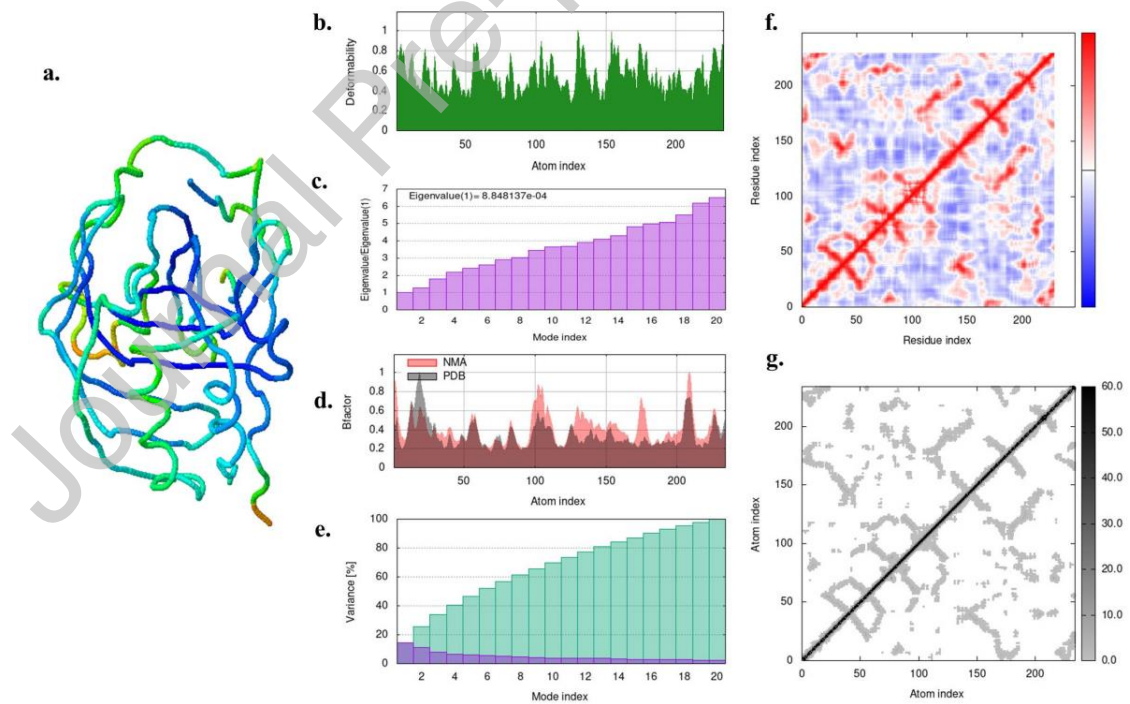 a.
b.
Deformability
1
0.8
0.6
0.4
0.2
0
50 100 150 200
Atom index
c.
Eigenvalue(1)= 8.848137e-04
Eigenvalue/Eigenvalue(1)
7
6
5
4
3
2
1
0
2 4 6 8 10 12 14 16 18 20
Mode index
d.
NMA
PDB
Bfactor
1
0.8
0.6
0.4
0.2
0
50 100 150 200
Atom index
e.
Variance [%]
100
80
60
40
20
0
2 4 6 8 10 12 14 16 18 20
Mode index
f.
Residue index
200
150
100
50
0
0 50 100 150 200
Residue index
g.
Atom index
200
150
100
50
0
0 50 100 150 200
Atom index
60.0
50.0
40.0
30.0
20.0
10.0
0.0
Journal Pre-